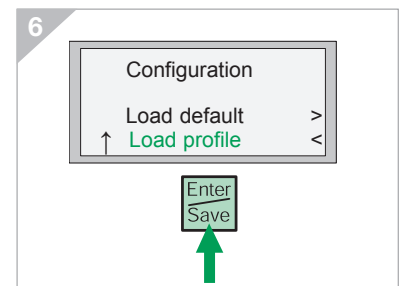 6
Configuration
Load default >
↑ Load profile <
Enter
Save